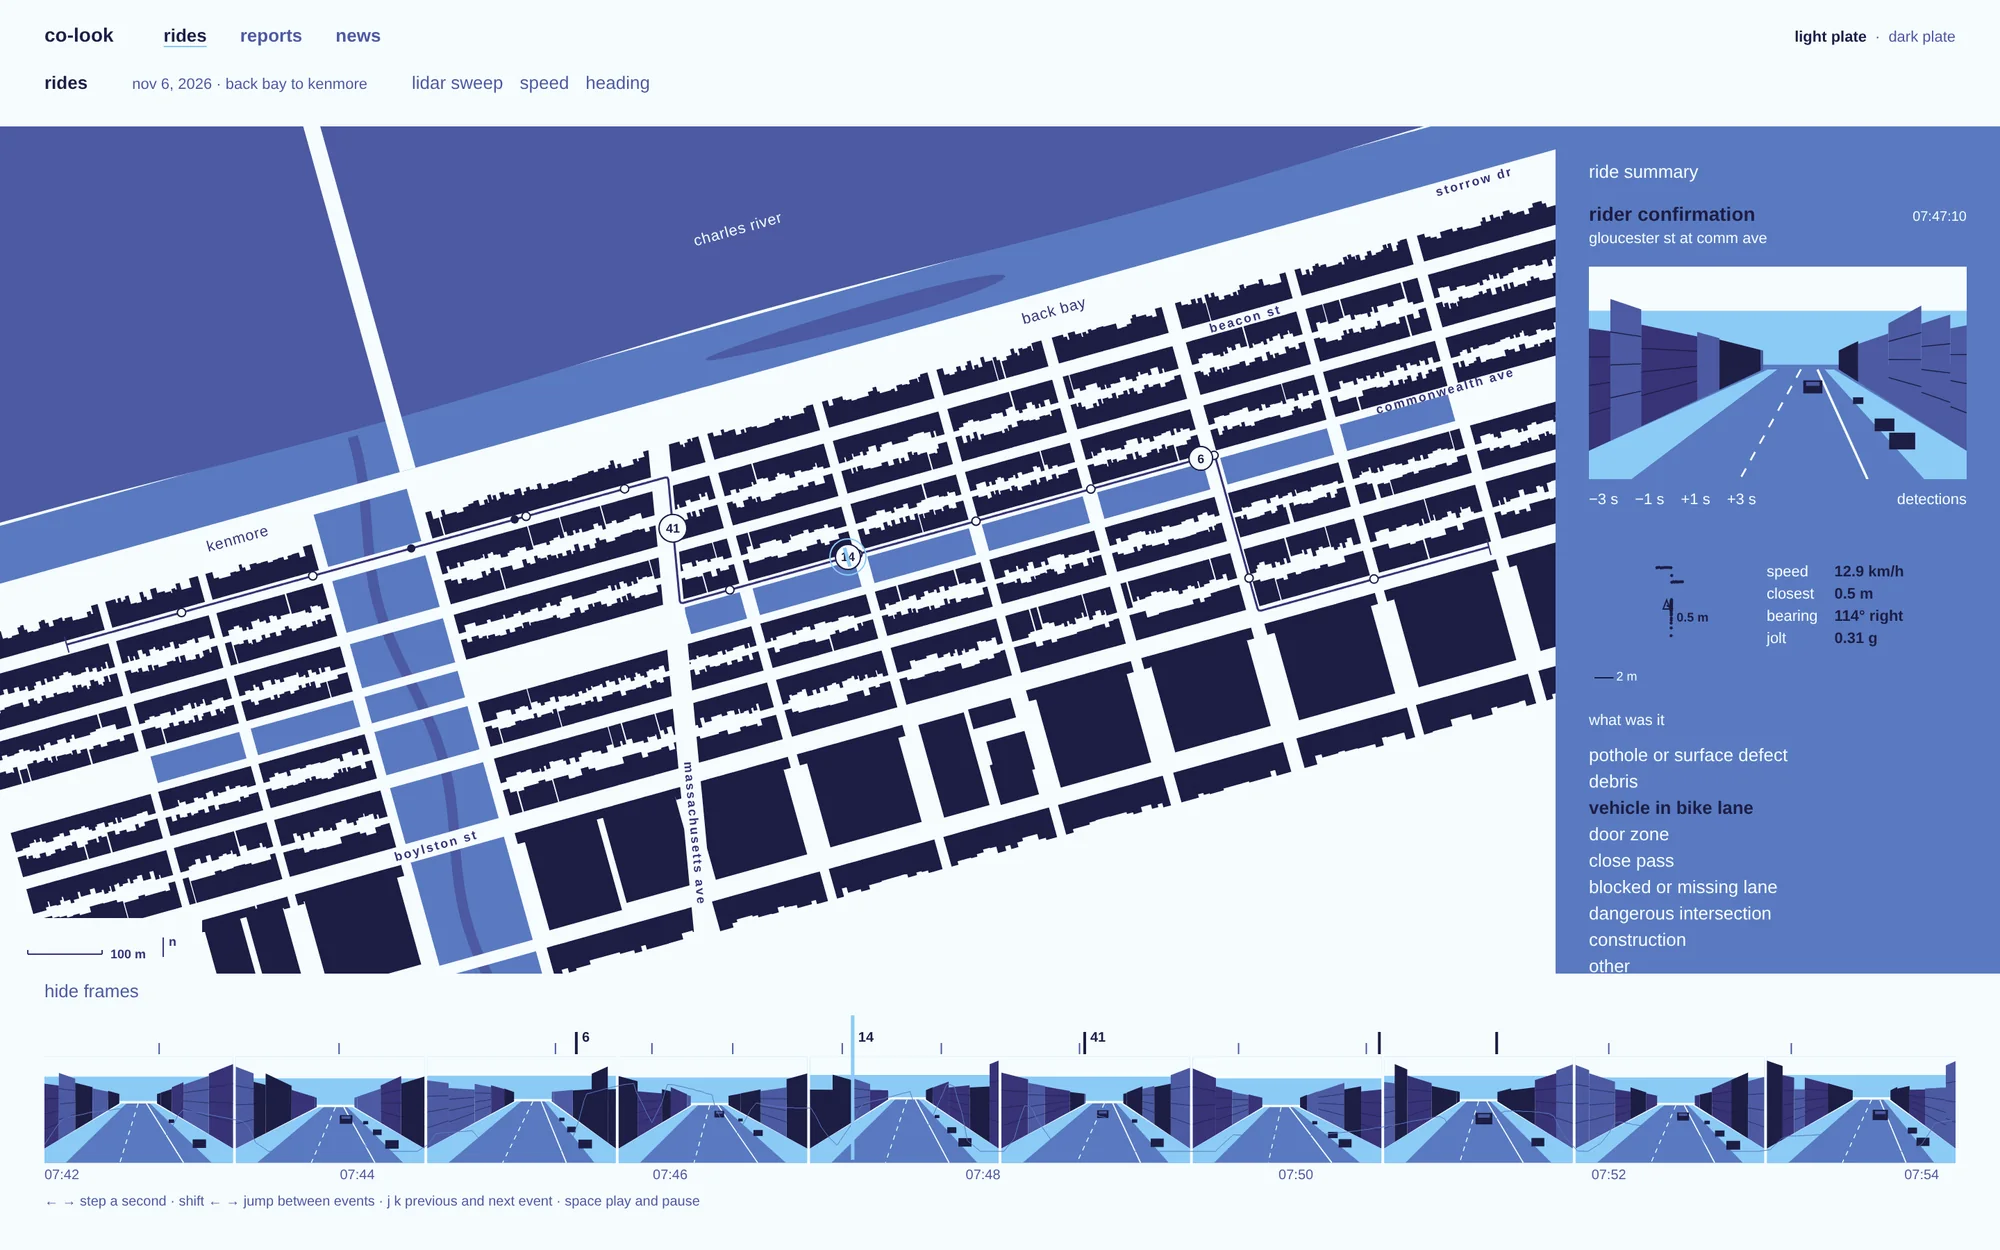 co-look rides reports news light plate · dark plate
rides nov 6, 2026 · back bay to kenmore lidar sweep speed heading
storrow dr
charles river
back bay
beacon st
commonwealth ave
6
kenmore
41
14
massachusetts ave
boylston st
100 m n
ride summary
rider confirmation 07:47:10
gloucester st at comm ave
−3 s −1 s +1 s +3 s detections
0.5 m
2 m
speed 12.9 km/h
closest 0.5 m
bearing 114° right
jolt 0.31 g
what was it
pothole or surface defect
debris
vehicle in bike lane
door zone
close pass
blocked or missing lane
dangerous intersection
construction
other
hide frames
6 14 41
07:42 07:44 07:46 07:48 07:50 07:52 07:54
← → step a second · shift ← → jump between events · j k previous and next event · space play and pause